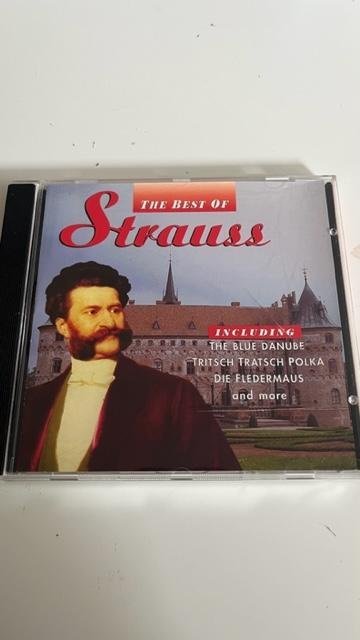 THE BEST OF
Strauss
INCLUDING
THE BLUE DANUBE
TRITSCH TRATSCH POLKA
DIE FLEDERMAUS
and more